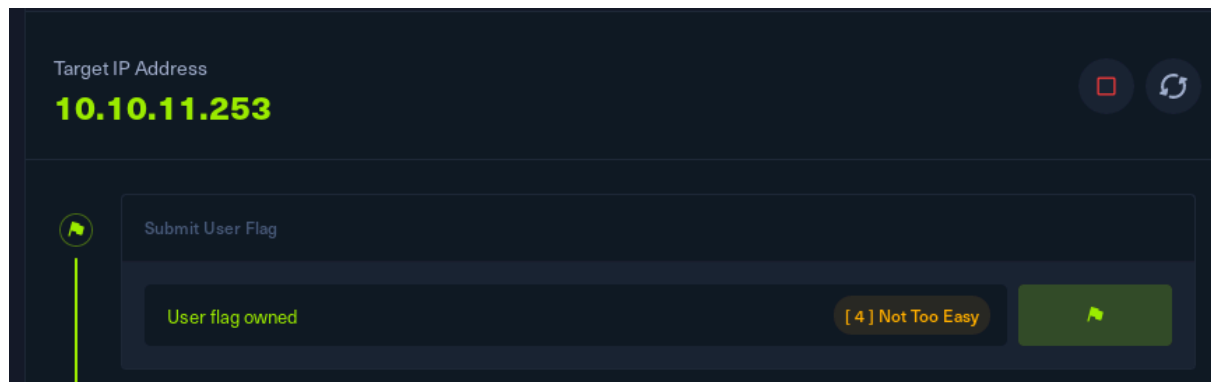 Target IP Address
10.10.11.253
Submit User Flag
User flag owned
[ 4 ] Not Too Easy